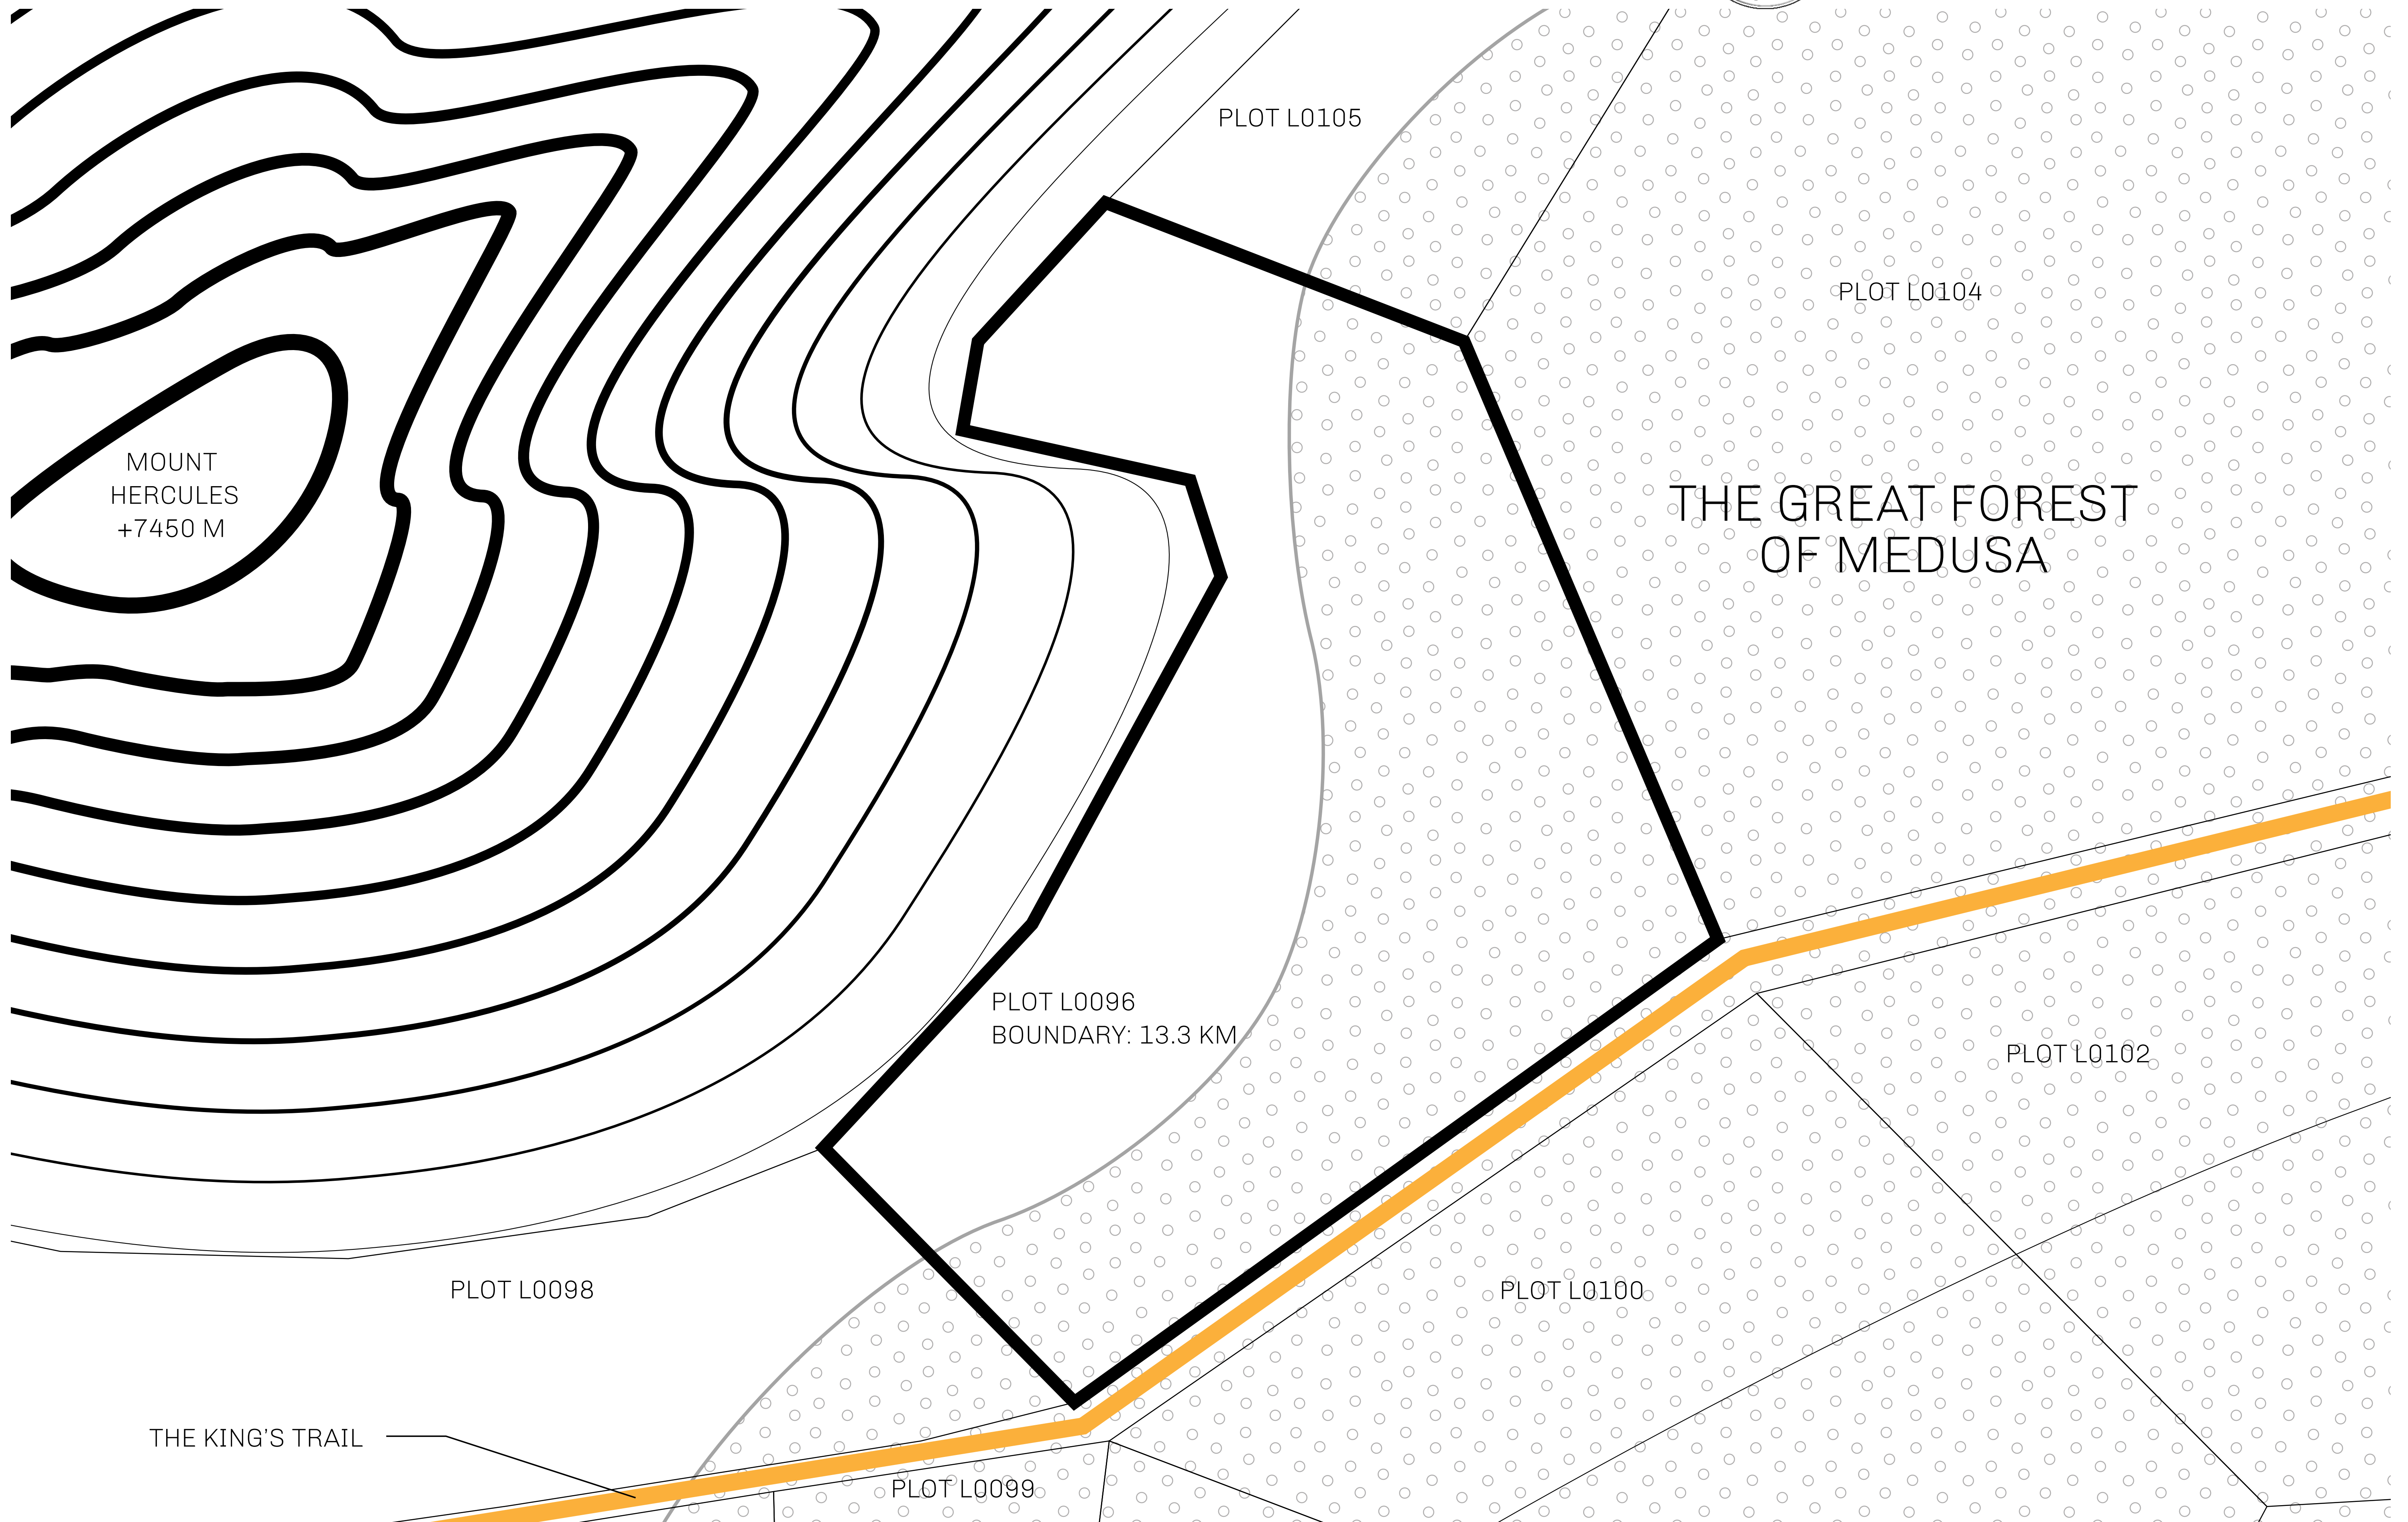 PLOT L0105
PLOT L0104
MOUNT
HERCULES
+7450 M
THE GREAT FOREST
OF MEDUSA
PLOT L0096
BOUNDARY: 13.3 KM
PLOT L0102
PLOT L0098
PLOT L0100
THE KING'S TRAIL
PLOT L0099